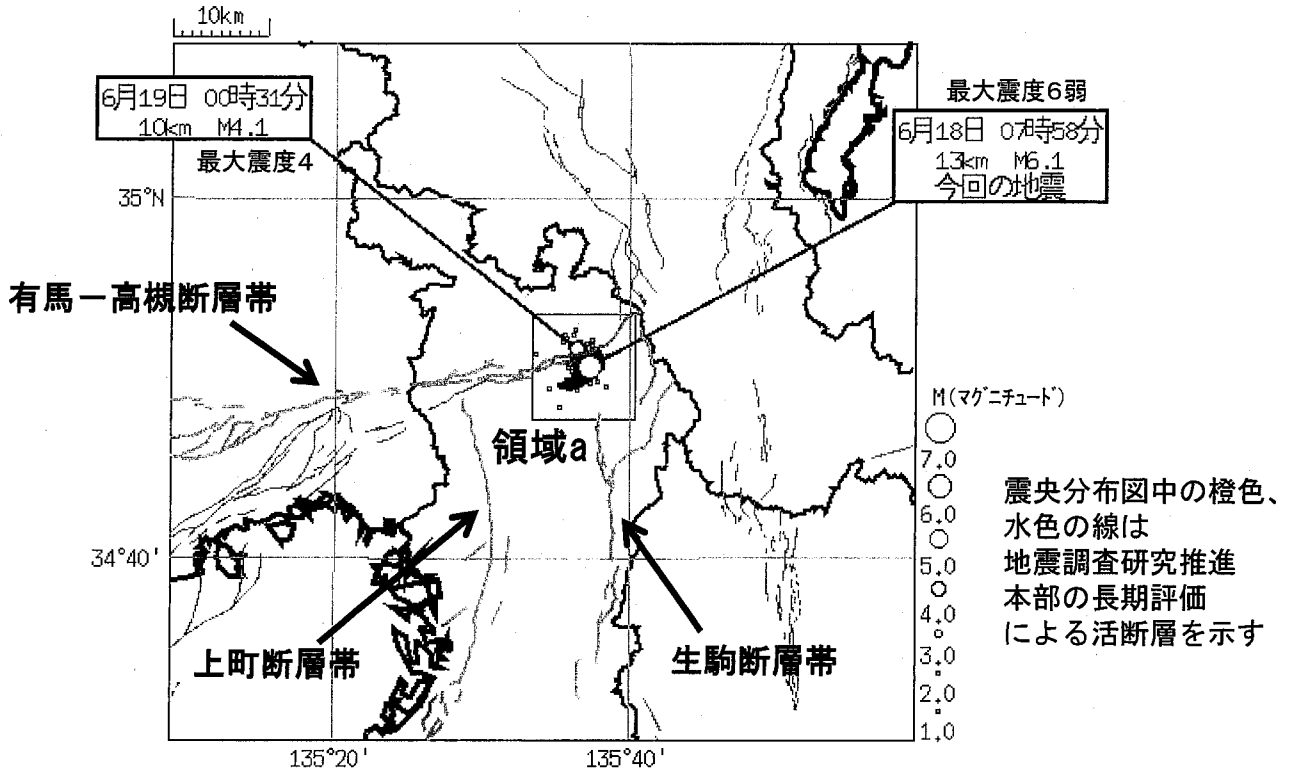 10km
6月19日 00時31分
10km M4.1
最大震度4
最大震度6弱
6月18日 07時58分
13km M6.1
今回の地震
35°N
有馬－高槻断層帯
領域a
34°40'
上町断層帯
生駒断層帯
M(マグニチュード)
7.0
6.0
5.0
4.0
3.0
2.0
1.0
震央分布図中の橙色、
水色の線は
地震調査研究推進
本部の長期評価
による活断層を示す
135°20'
135°40'